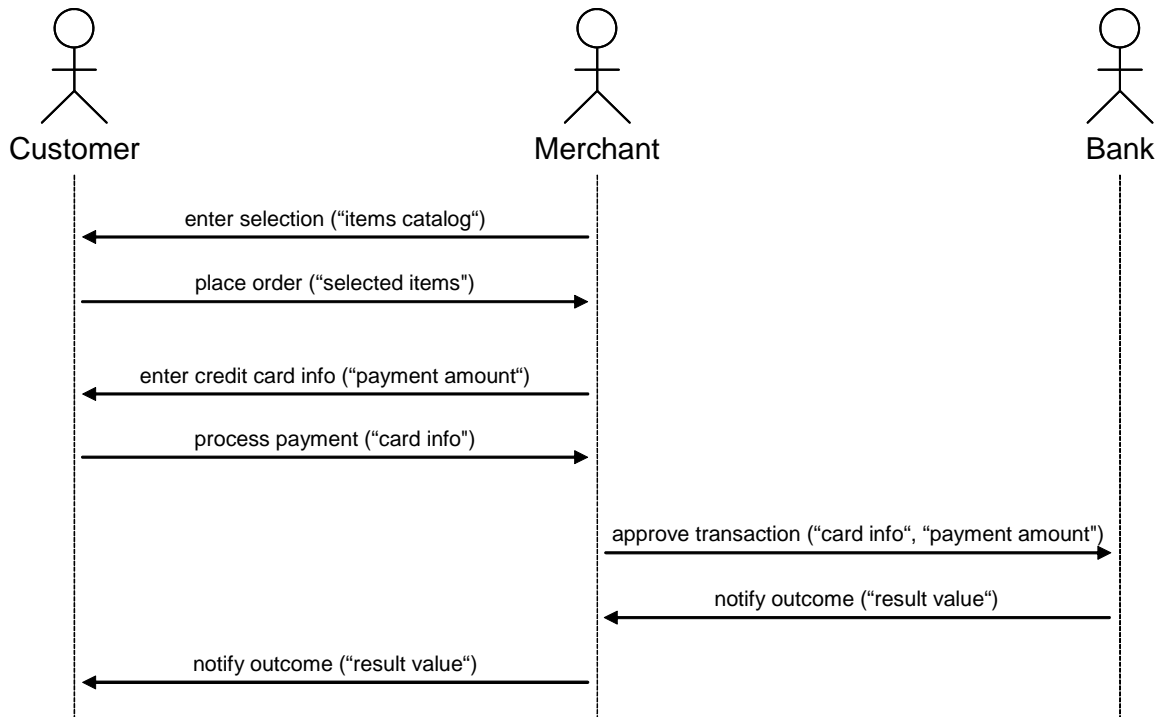 Customer
Merchant
Bank
enter selection (“items catalog“)
place order (“selected items")
enter credit card info (“payment amount“)
process payment (“card info")
approve transaction (“card info“, “payment amount")
notify outcome (“result value“)
notify outcome (“result value“)